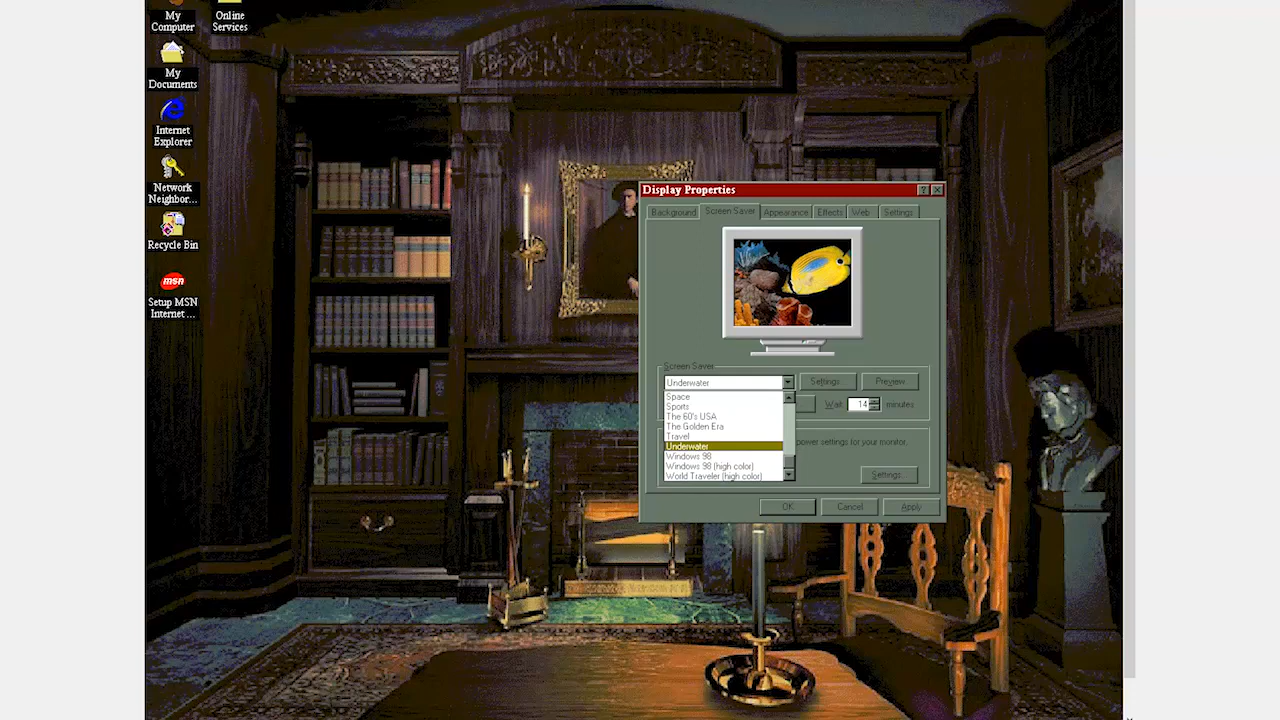 My
Computer
Online
Services
My
Documents
Internet
Explorer
Network
Neighbor...
Recycle Bin
msn
Setup MSN
Internet ...
Display Properties
Background
Screen Saver
Appearance
Effects
Web
Settings
Screen Saver
Underwater
Settings...
Preview
Space
Sports
The 60's USA
The Golden Era
Travel
Underwater
Windows 98
Windows 98 (high color)
World Traveler (high color)
Wait:
14
minutes
power settings for your monitor,
Settings...
OK
Cancel
Apply